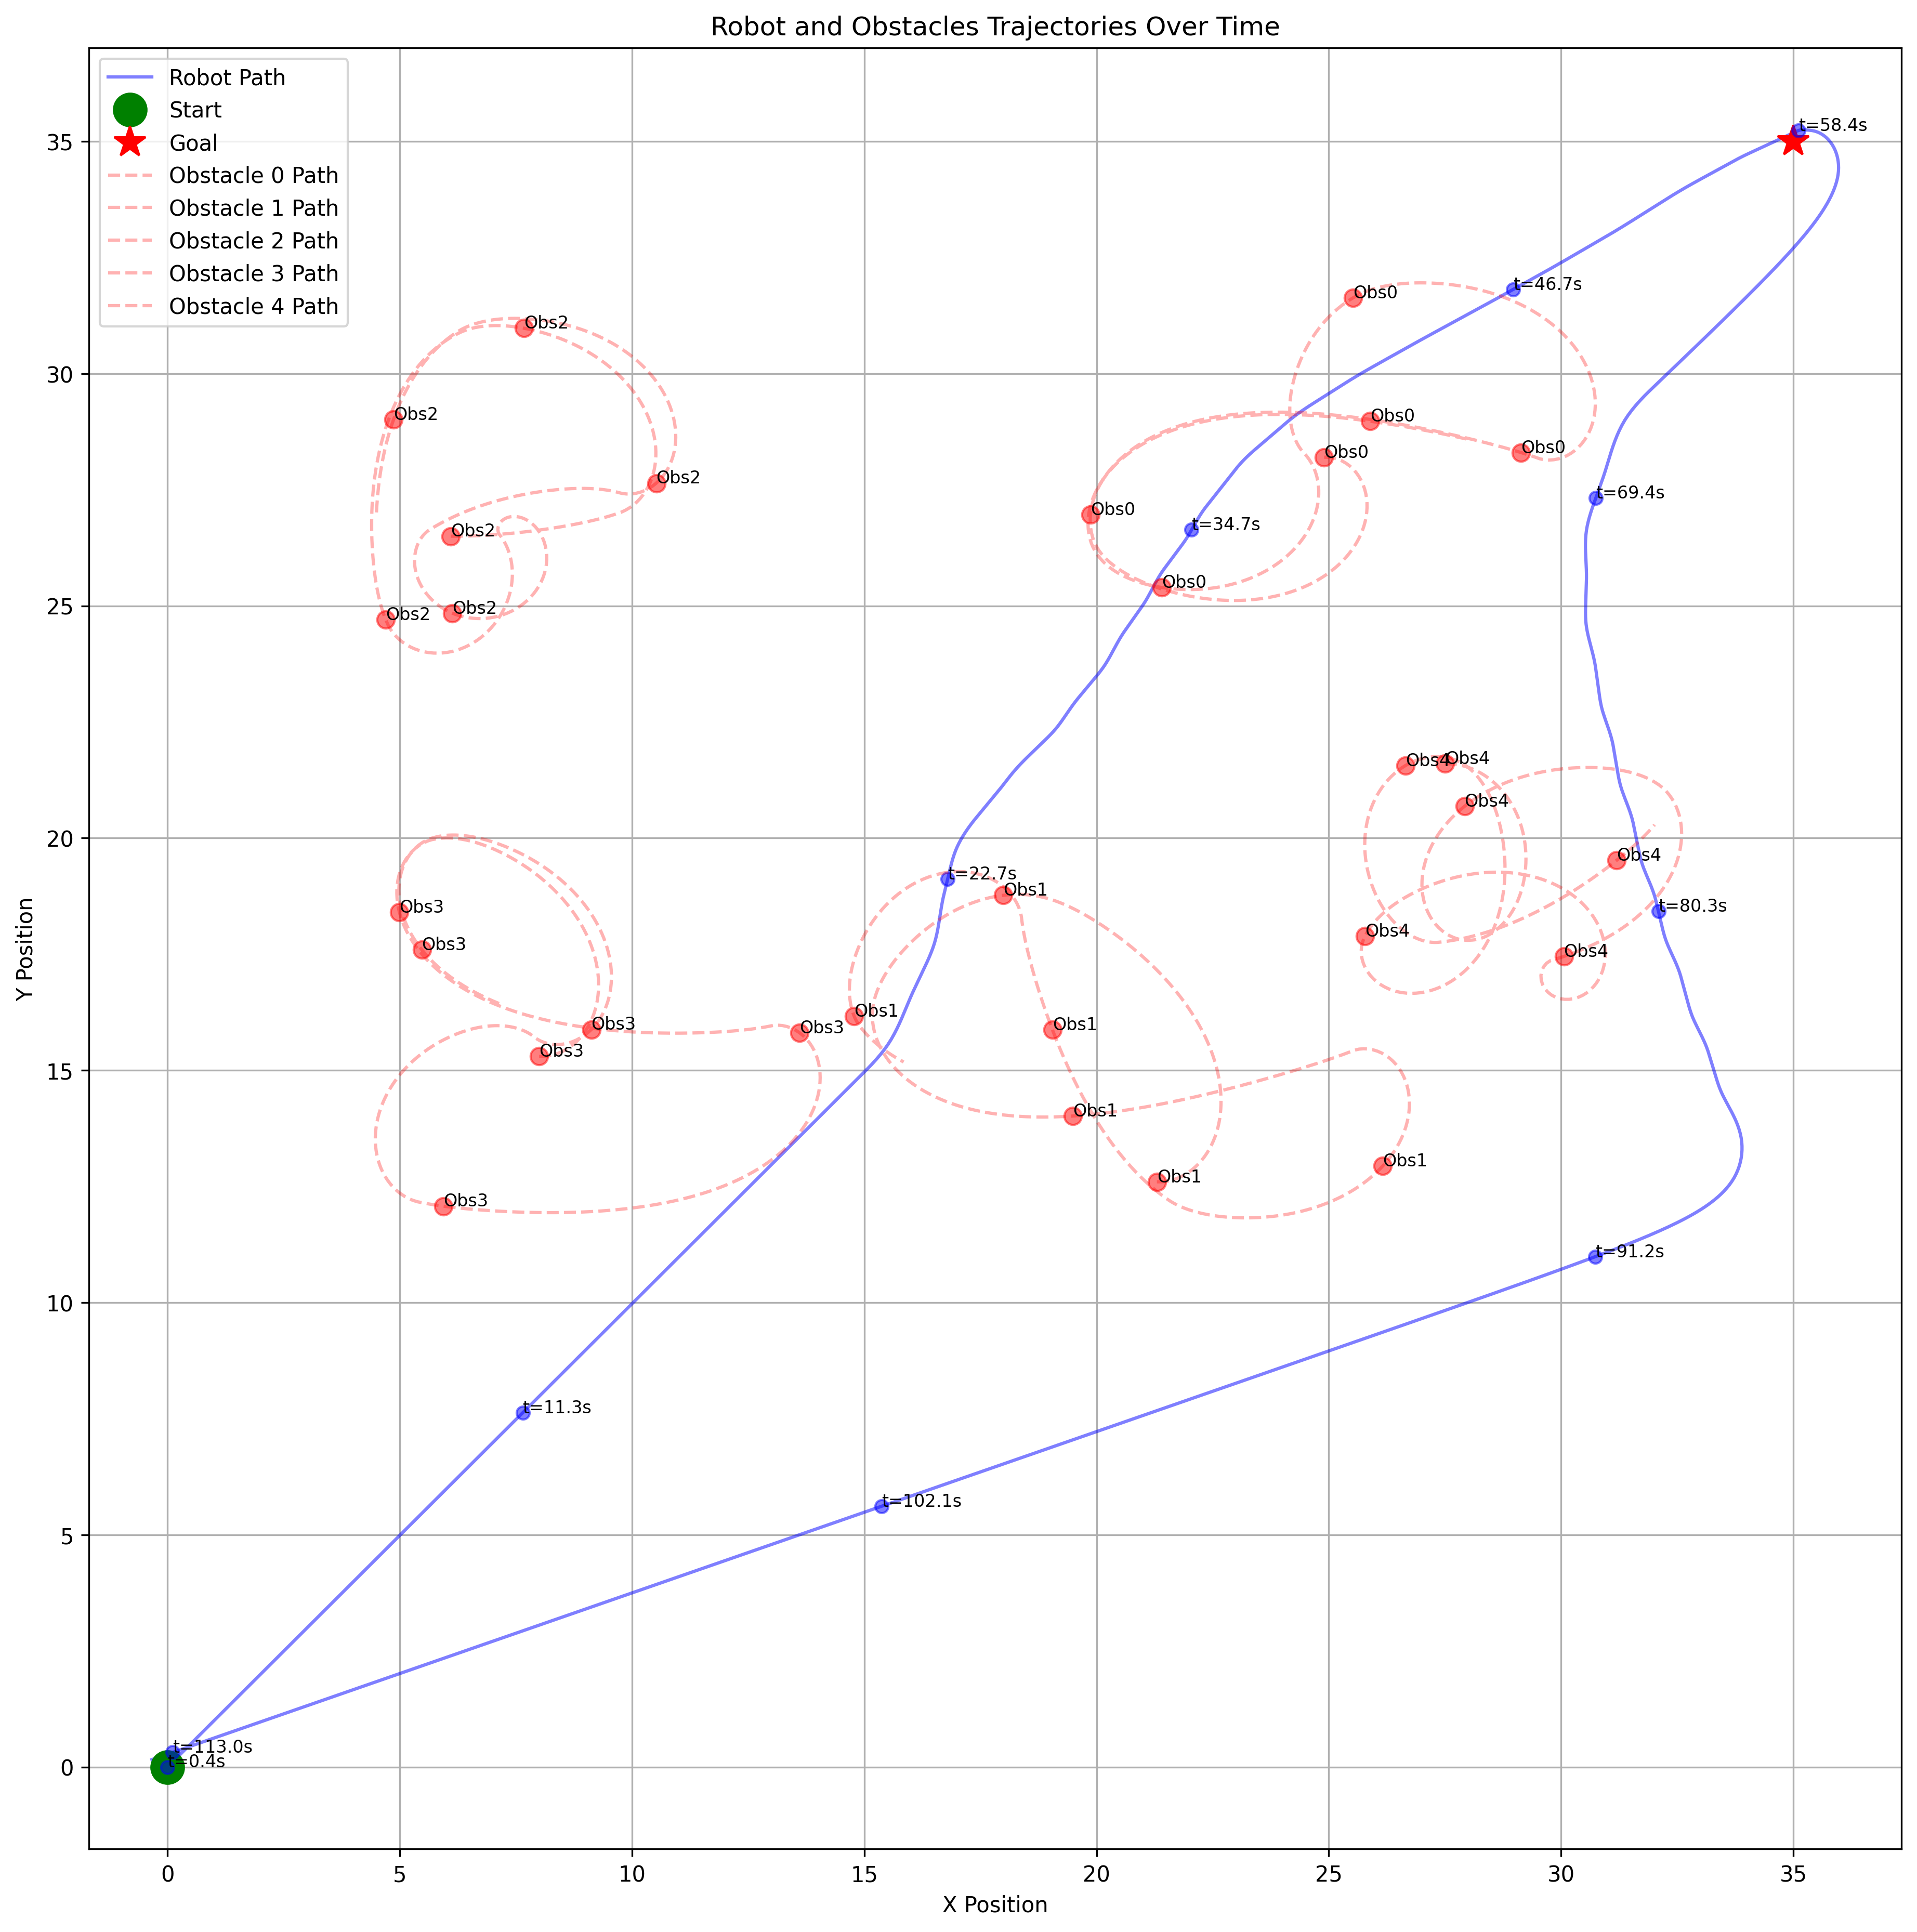 Robot and Obstacles Trajectories Over Time
Robot Path
Start
Goal
Obstacle 0 Path
Obstacle 1 Path
Obstacle 2 Path
Obstacle 3 Path
Obstacle 4 Path
t=58.4s
35
t=46.7s
Obs0
Obs2
30
Obs2
Obs0
Obs0
Obs0
Obs2
t=69.4s
Obs0
t=34.7s
Obs2
Obs0
25
Obs2
Obs2
Obs4
Obs4
Obs4
20
Obs4
t=22.7s
Obs1
Obs3
t=80.3s
Obs4
Obs3
Obs4
Obs1
Obs1
Obs3
Obs3
Obs3
15
Obs1
Obs1
Obs1
Obs3
t=91.2s
10
t=11.3s
t=102.1s
5
t=113.0s
t=0.4s
0
Y Position
0 5 10 15 20 25 30 35
X Position